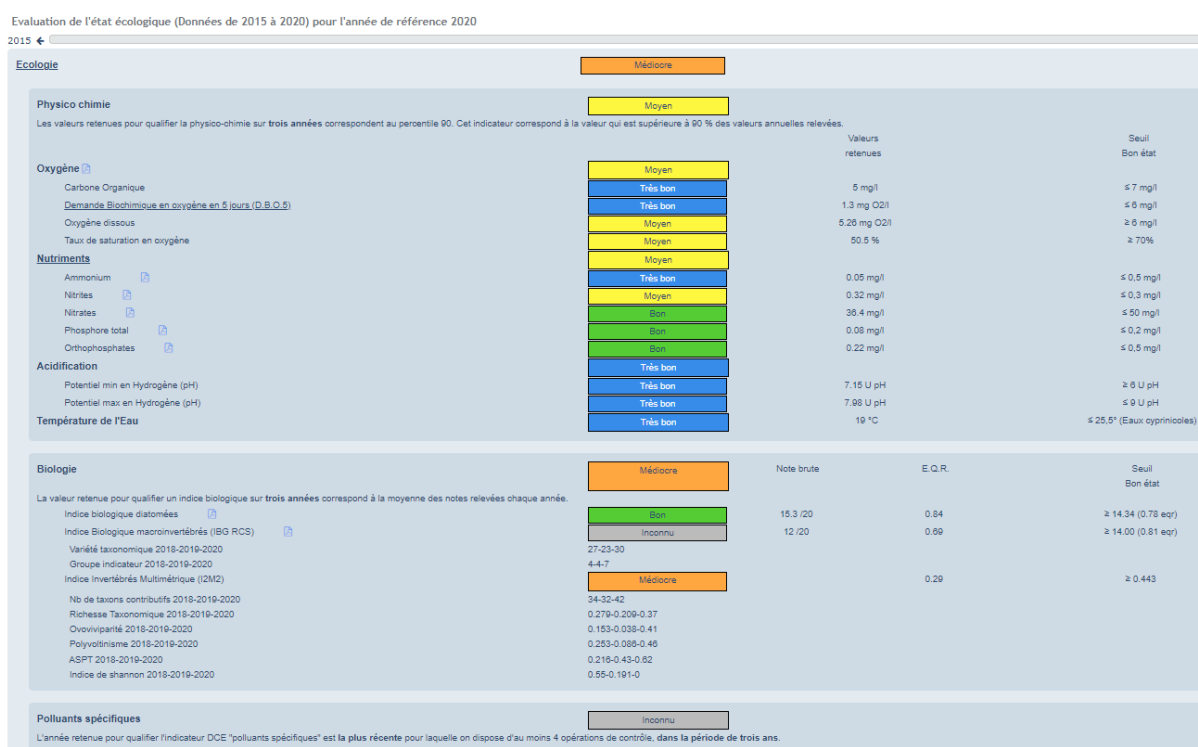 Evaluation de l'état écologique (Données de 2015 à 2020) pour l'année de référence 2020
2015
Ecologie Médiocre
Physico chimie Moyen
Les valeurs retenues pour qualifier la physico-chimie sur trois années correspondent au percentile 90. Cet indicateur correspond à la valeur qui est supérieure à 90 % des valeurs annuelles relevées.
Valeurs Seuil
retenues Bon état
Oxygène Moyen
Carbone Organique Très bon 5 mg/l ≤ 7 mg/l
Demande Biochimique en oxygène en 5 jours (D.B.O.5) Très bon 1.3 mg O2/l ≤ 6 mg/l
Oxygène dissous Moyen 5.26 mg O2/l ≥ 6 mg/l
Taux de saturation en oxygène Moyen 50.5 % ≥ 70%
Nutriments Moyen
Ammonium Très bon 0.05 mg/l ≤ 0,5 mg/l
Nitrites Moyen 0.32 mg/l ≤ 0,3 mg/l
Nitrates Bon 36.4 mg/l ≤ 50 mg/l
Phosphore total Bon 0.08 mg/l ≤ 0,2 mg/l
Orthophosphates Bon 0.22 mg/l ≤ 0,5 mg/l
Acidification Très bon
Potentiel min en Hydrogène (pH) Très bon 7.15 U pH ≥ 6 U pH
Potentiel max en Hydrogène (pH) Très bon 7.98 U pH ≤ 9 U pH
Température de l'Eau Très bon 19 °C ≤ 25,5° (Eaux cyprinicoles)
Biologie Médiocre Note brute E.Q.R. Seuil
Bon état
La valeur retenue pour qualifier un indice biologique sur trois années correspond à la moyenne des notes relevées chaque année.
Indice biologique diatomées Bon 15.3 /20 0.84 ≥ 14.34 (0.78 eqr)
Indice Biologique macroinvertébrés (IBG RCS) Inconnu 12 /20 0.69 ≥ 14.00 (0.81 eqr)
Variété taxonomique 2018-2019-2020 27-23-30
Groupe indicateur 2018-2019-2020 4-4-7
Indice Invertébrés Multimétrique (I2M2) Médiocre 0.29 ≥ 0.443
Nb de taxons contributifs 2018-2019-2020 34-32-42
Richesse Taxonomique 2018-2019-2020 0.279-0.209-0.37
Ovoviviparité 2018-2019-2020 0.153-0.038-0.41
Polyvoltinisme 2018-2019-2020 0.253-0.086-0.46
ASPT 2018-2019-2020 0.216-0.43-0.62
Indice de shannon 2018-2019-2020 0.55-0.191-0
Polluants spécifiques Inconnu
L'année retenue pour qualifier l'indicateur DCE "polluants spécifiques" est la plus récente pour laquelle on dispose d'au moins 4 opérations de contrôle, dans la période de trois ans.